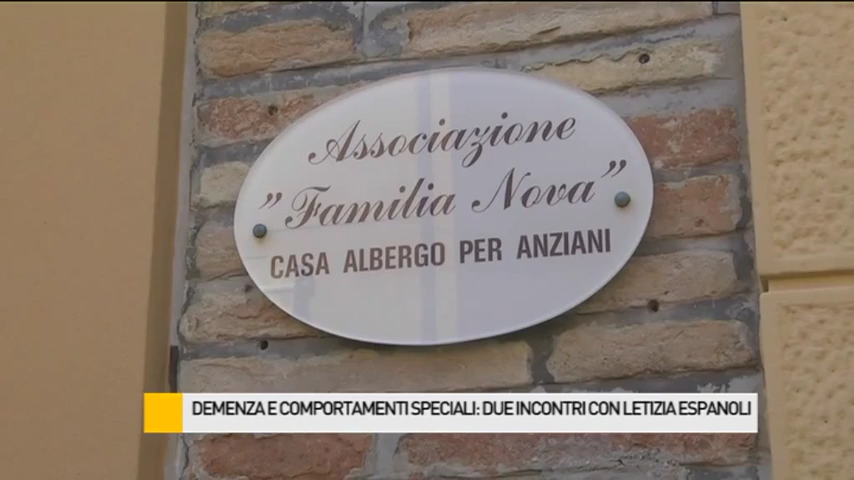 Associazione
"Familia Nova"
CASA ALBERGO PER ANZIANI
DEMENZA E COMPORTAMENTI SPECIALI: DUE INCONTRI CON LETIZIA ESPANOLI